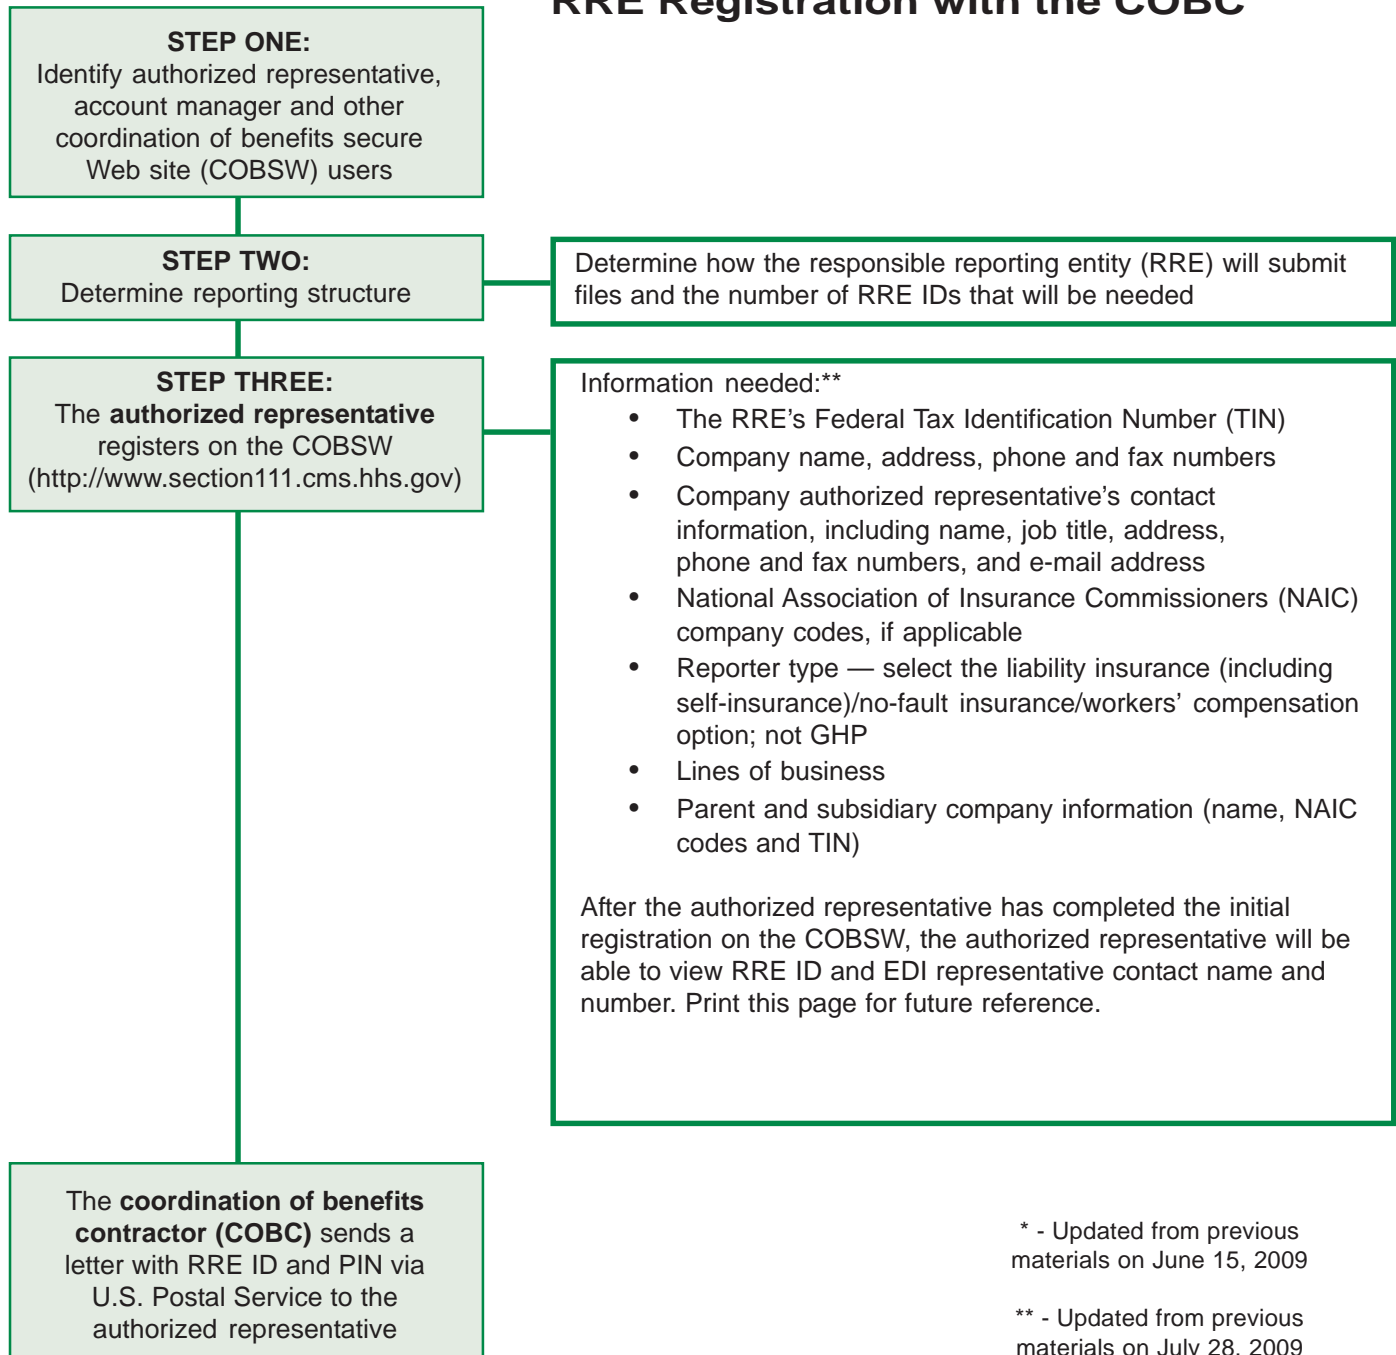 RRE Registration with the COBC
STEP ONE:
Identify authorized representative,
account manager and other
coordination of benefits secure
Web site (COBSW) users
STEP TWO:
Determine reporting structure
Determine how the responsible reporting entity (RRE) will submit
files and the number of RRE IDs that will be needed
STEP THREE:
The authorized representative
registers on the COBSW
(http://www.section111.cms.hhs.gov)
Information needed:**
• The RRE's Federal Tax Identification Number (TIN)
• Company name, address, phone and fax numbers
• Company authorized representative's contact
information, including name, job title, address,
phone and fax numbers, and e-mail address
• National Association of Insurance Commissioners (NAIC)
company codes, if applicable
• Reporter type — select the liability insurance (including
self-insurance)/no-fault insurance/workers' compensation
option; not GHP
• Lines of business
• Parent and subsidiary company information (name, NAIC
codes and TIN)
After the authorized representative has completed the initial
registration on the COBSW, the authorized representative will be
able to view RRE ID and EDI representative contact name and
number. Print this page for future reference.
The coordination of benefits
contractor (COBC) sends a
letter with RRE ID and PIN via
U.S. Postal Service to the
authorized representative
* - Updated from previous
materials on June 15, 2009
** - Updated from previous
materials on July 28, 2009